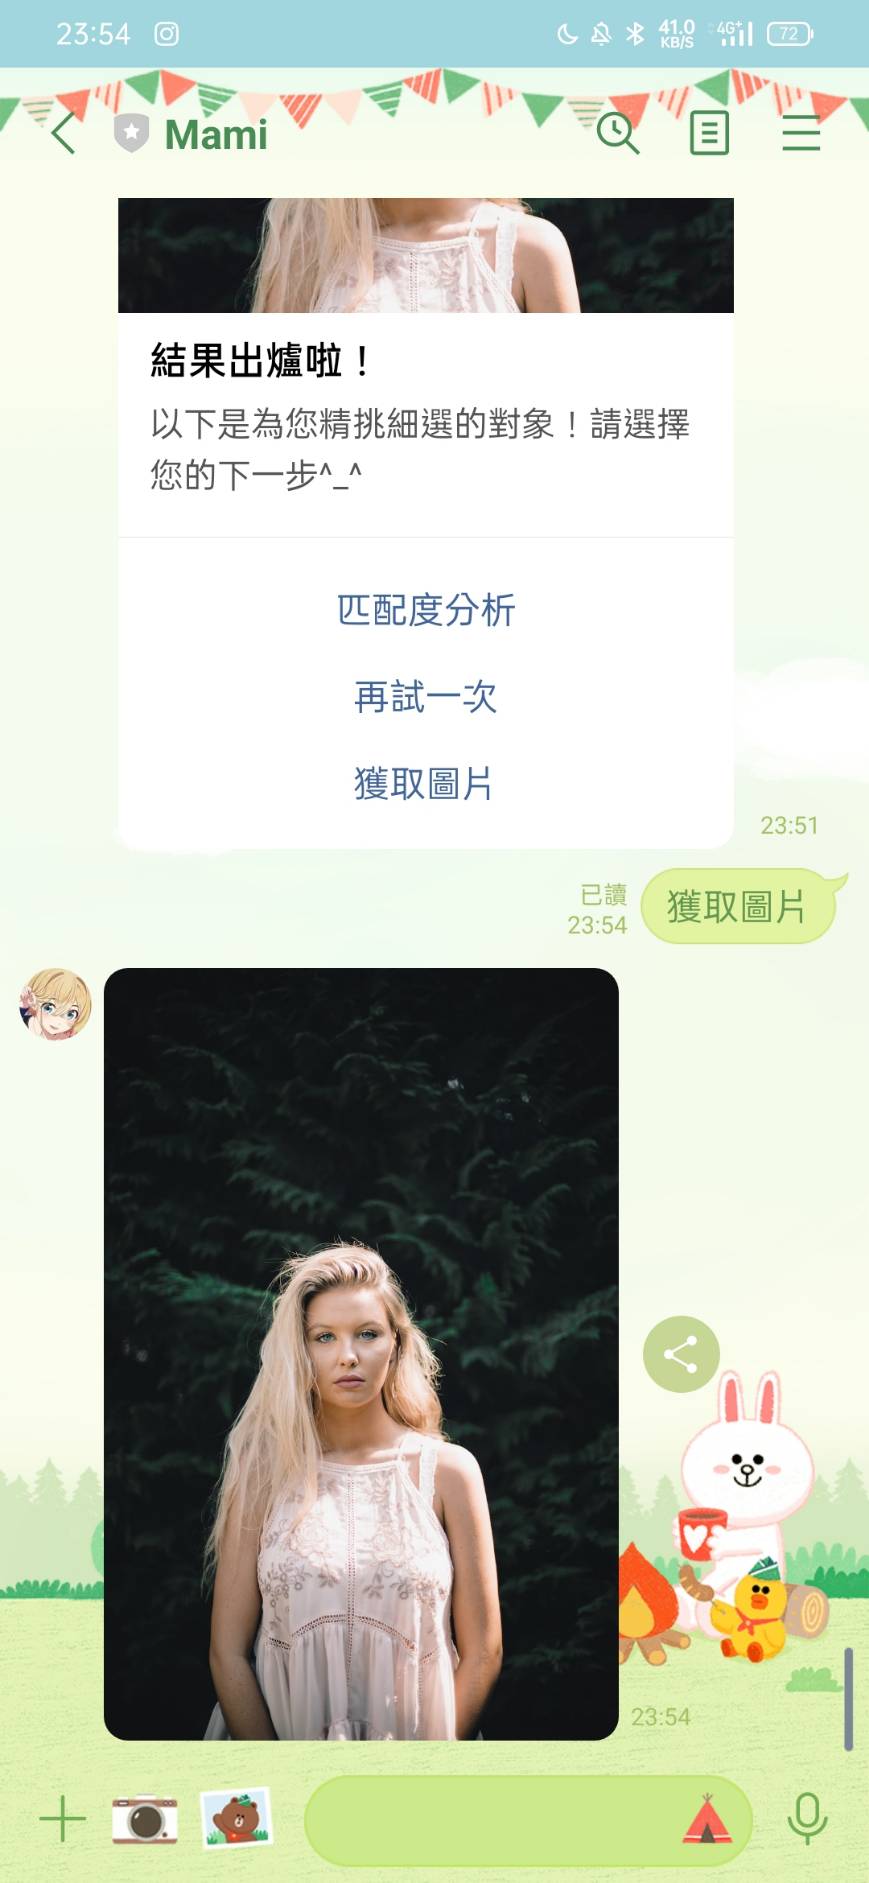 23:54
41.0
KB/S
4G+
72
Mami
結果出爐啦！
以下是為您精挑細選的對象！請選擇
您的下一步^_^
匹配度分析
再試一次
獲取圖片
23:51
已讀
23:54
獲取圖片
23:54